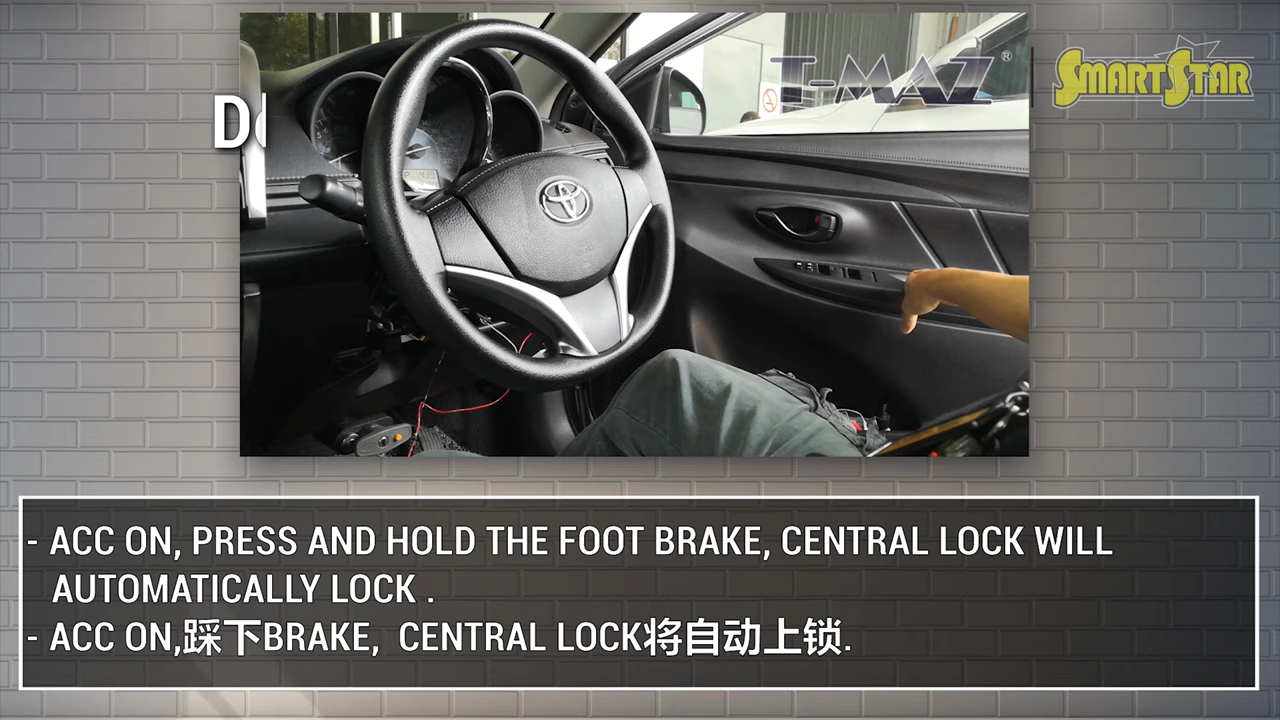 T-MAZ®
SMARTSTAR
D
- ACC ON, PRESS AND HOLD THE FOOT BRAKE, CENTRAL LOCK WILL
AUTOMATICALLY LOCK .
- ACC ON,踩下BRAKE, CENTRAL LOCK将自动上锁.